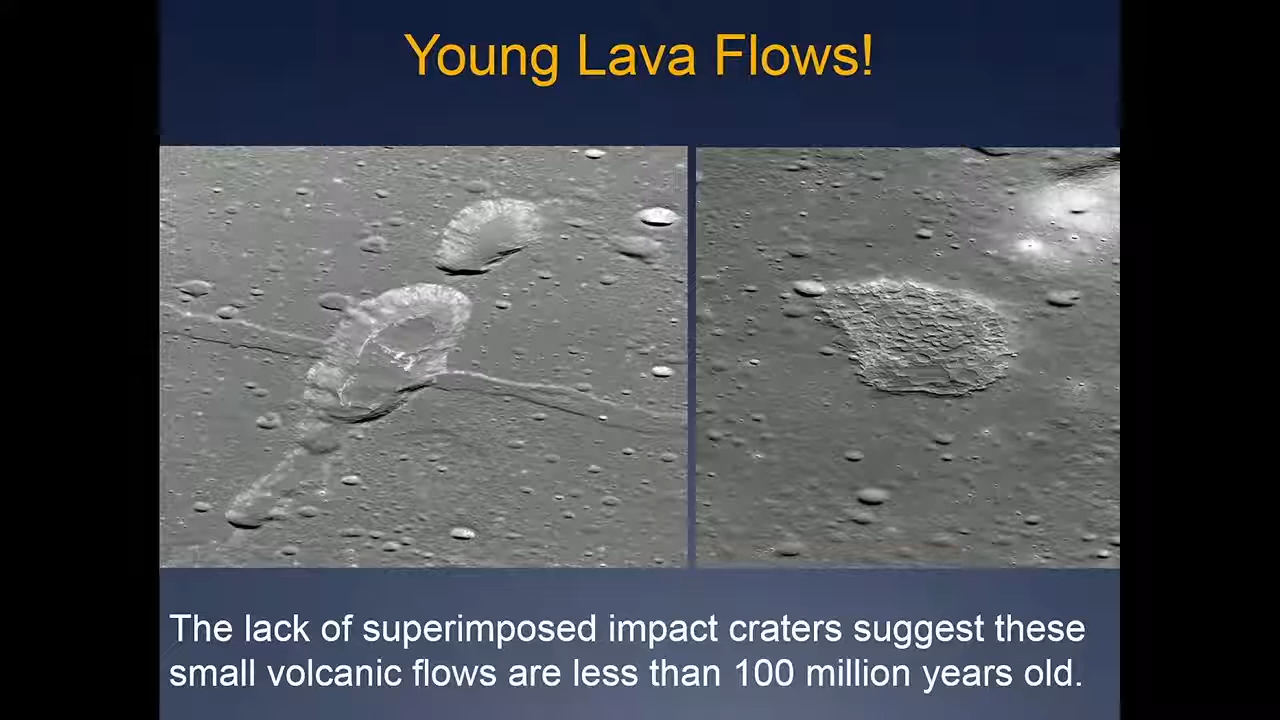 Young Lava Flows!
The lack of superimposed impact craters suggest these
small volcanic flows are less than 100 million years old.